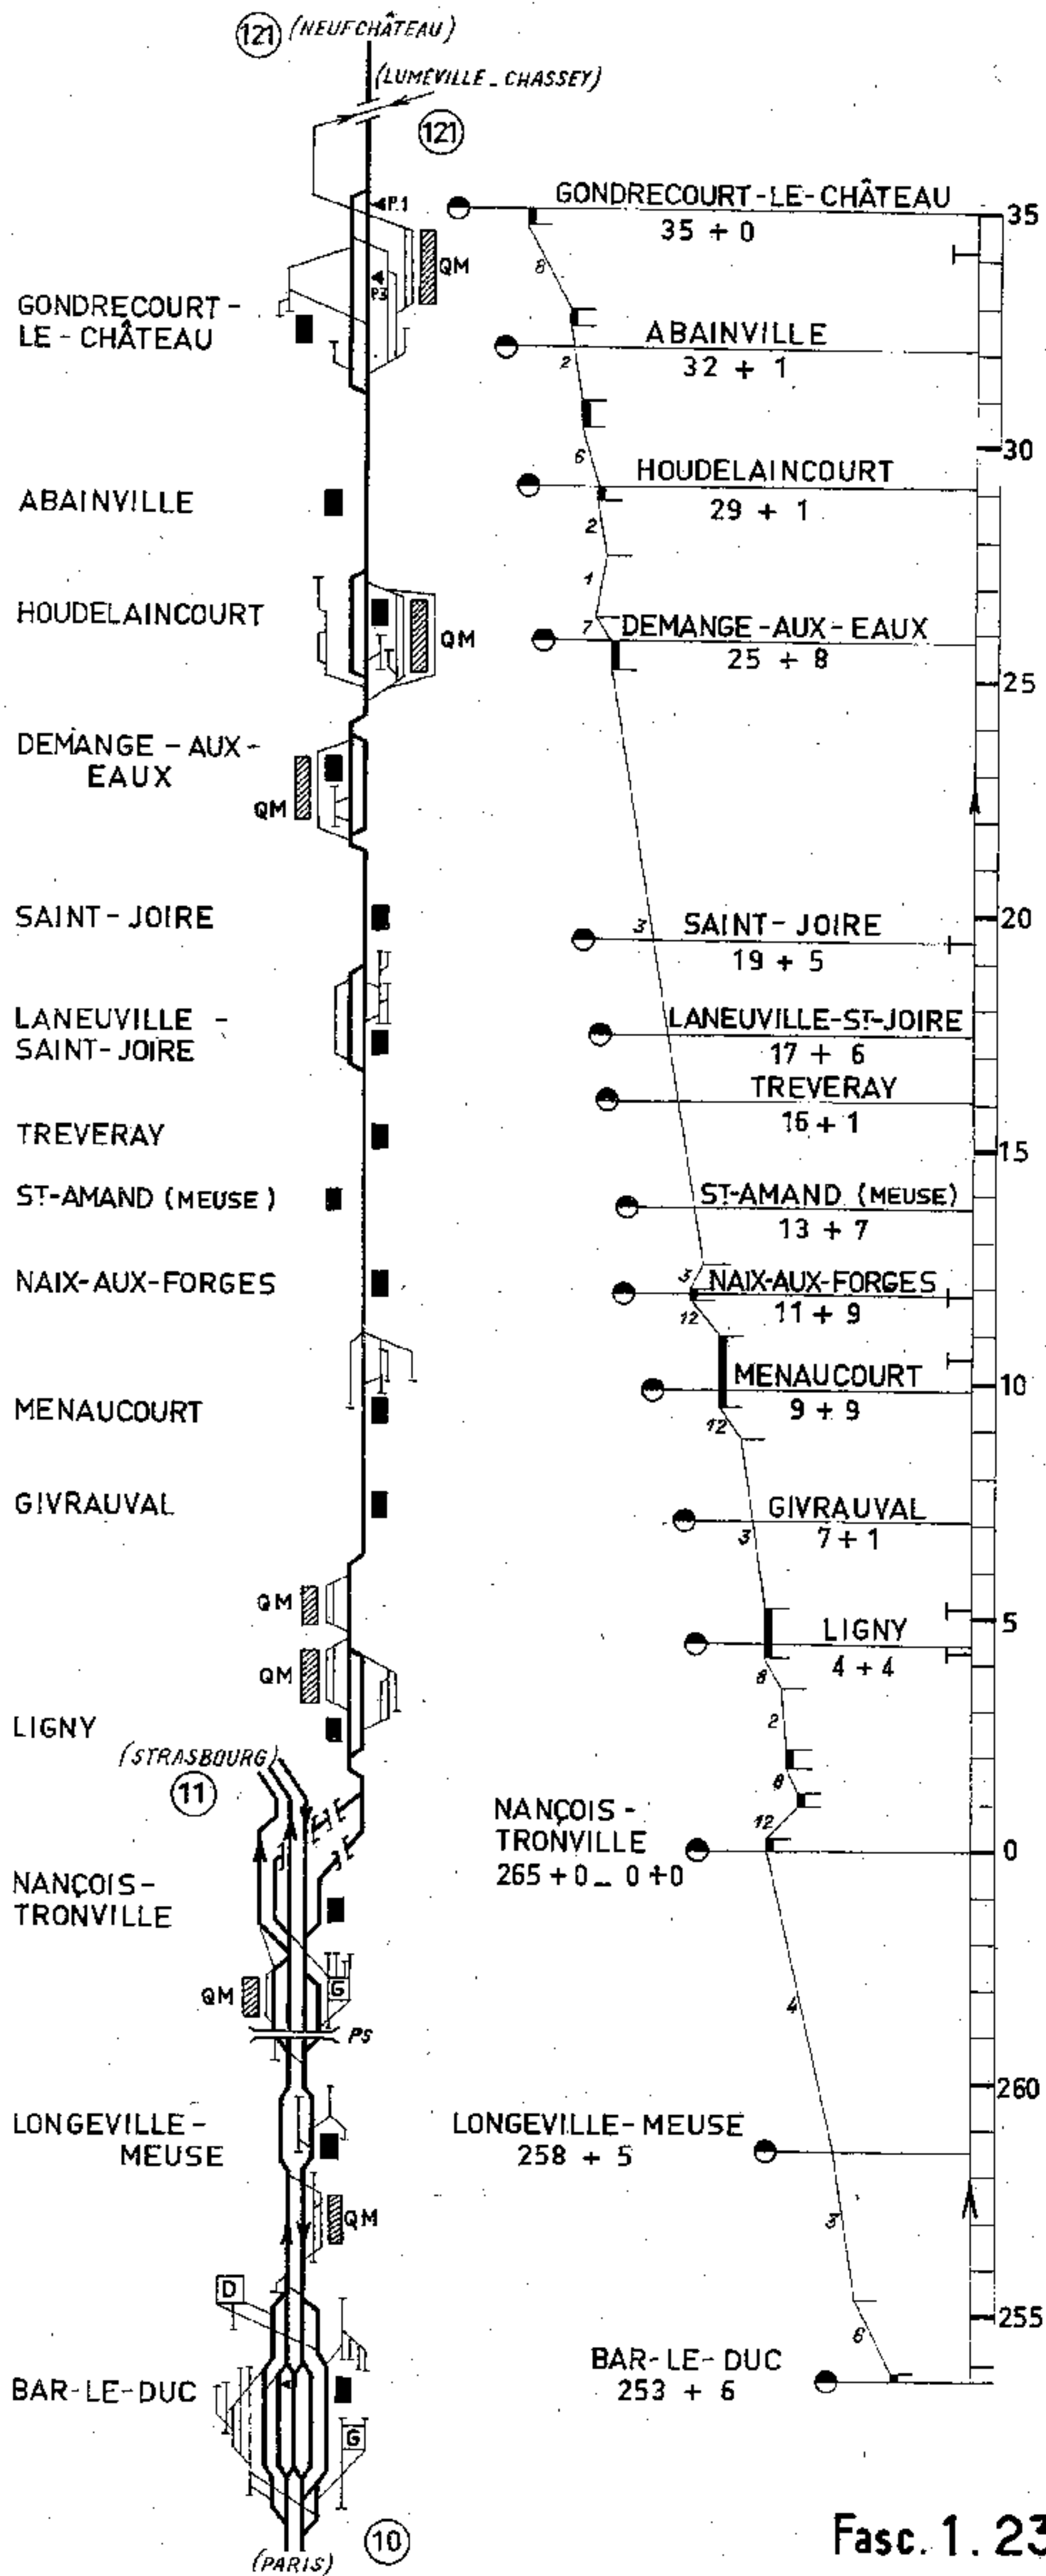 121 (NEUFCHÂTEAU)
(LUMÉVILLE_CHASSEY)
121
P.1
GONDRECOURT-LE-CHÂTEAU
35 + 0
35
QM
P3
8
GONDRECOURT-
LE-CHÂTEAU
ABAINVILLE
32 + 1
2
30
6
HOUDELAINCOURT
29 + 1
ABAINVILLE
2
1
HOUDELAINCOURT
QM
7
DEMANGE-AUX-EAUX
25 + 8
25
DEMANGE-AUX-
EAUX
QM
SAINT-JOIRE
20
3
SAINT-JOIRE
19 + 5
LANEUVILLE-
SAINT-JOIRE
LANEUVILLE-ST-JOIRE
17 + 6
TREVERAY
16 + 1
TREVERAY
15
ST-AMAND (MEUSE)
ST-AMAND (MEUSE)
13 + 7
NAIX-AUX-FORGES
3
NAIX-AUX-FORGES
11 + 9
12
MENAUCOURT
MENAUCOURT
9 + 9
10
12
GIVRAUVAL
GIVRAUVAL
7 + 1
3
QM
5
QM
LIGNY
4 + 4
8
LIGNY
2
(STRASBOURG)
11
8
NANÇOIS-
TRONVILLE
265 + 0 _ 0 + 0
12
0
NANÇOIS-
TRONVILLE
QM
G
4
PS
260
LONGEVILLE-
MEUSE
LONGEVILLE-MEUSE
258 + 5
QM
3
D
255
6
BAR-LE-DUC
BAR-LE-DUC
253 + 6
G
10
(PARIS)
Fasc. 1. 23